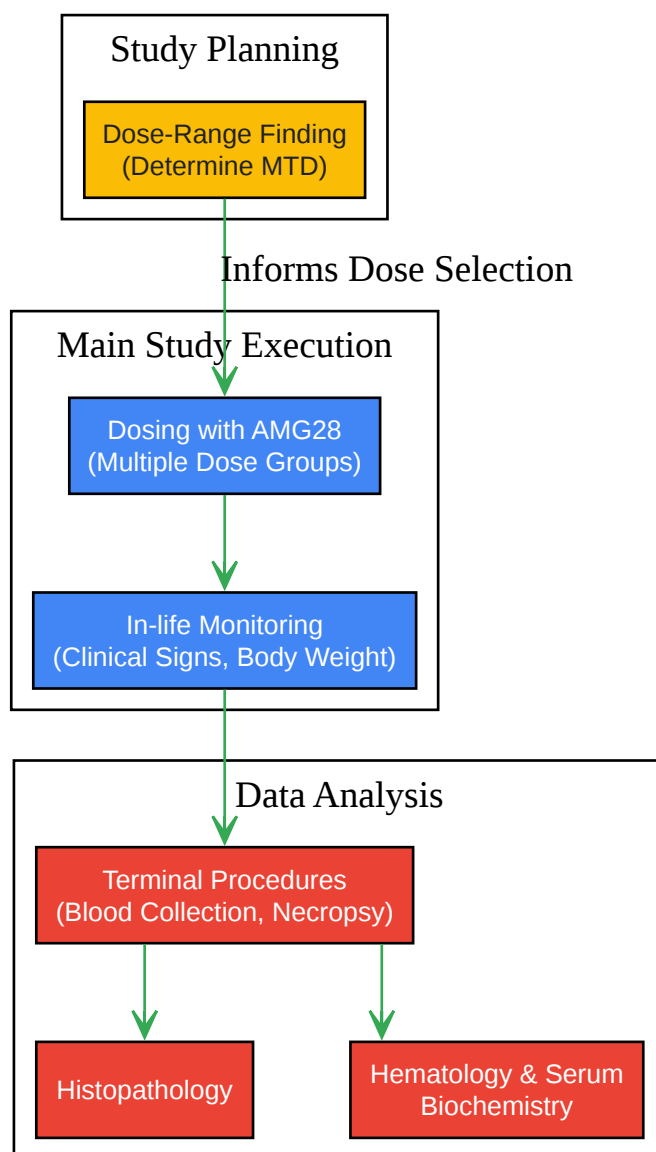 Study Planning
Dose-Range Finding
(Determine MTD)
Informs Dose Selection
Main Study Execution
Dosing with AMG28
(Multiple Dose Groups)
In-life Monitoring
(Clinical Signs, Body Weight)
Data Analysis
Terminal Procedures
(Blood Collection, Necropsy)
Histopathology
Hematology & Serum
Biochemistry